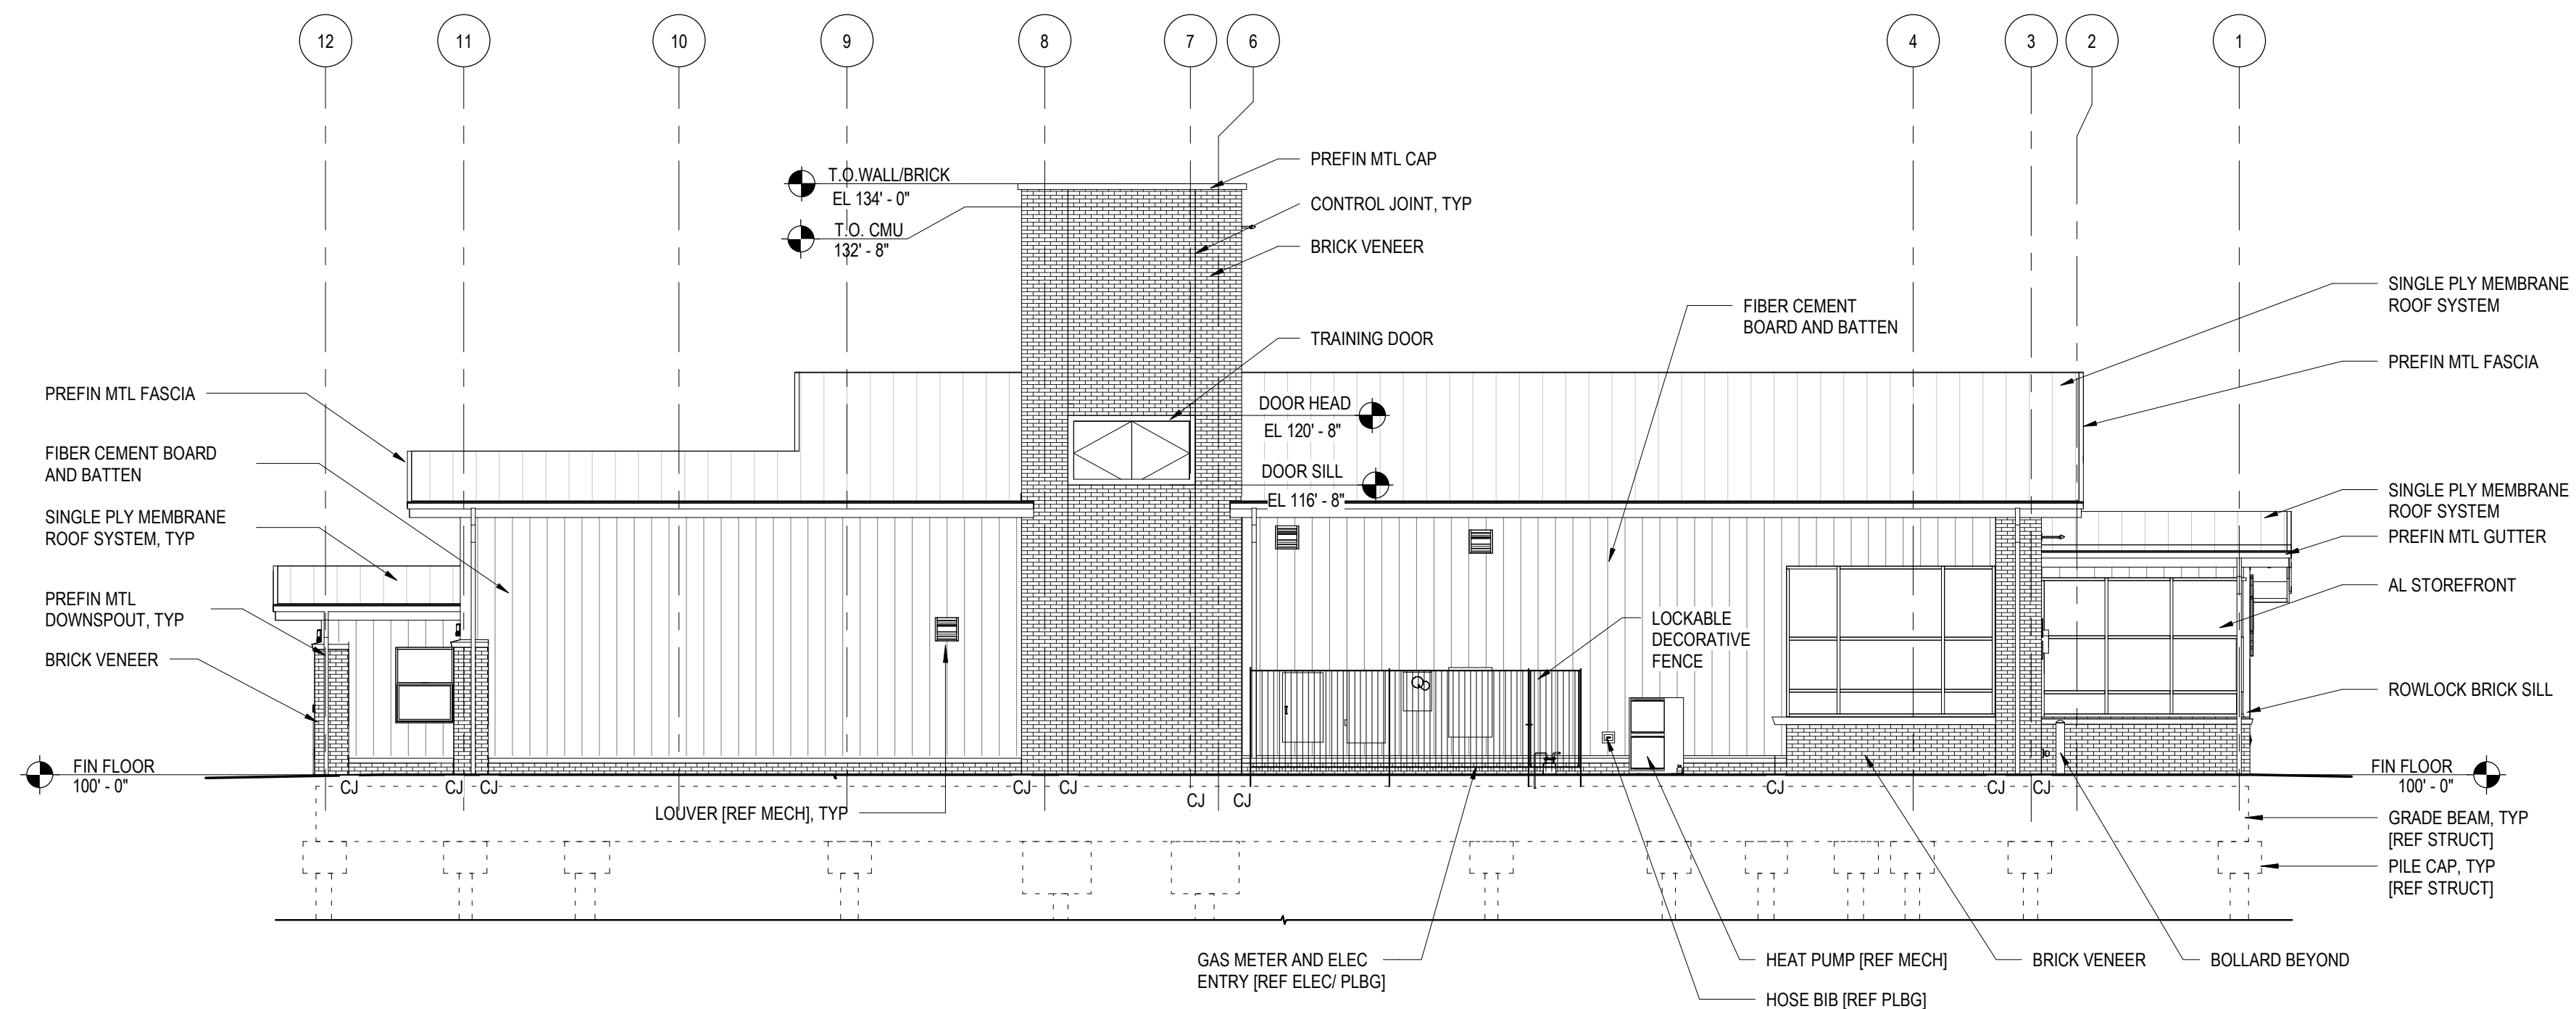 12
11
10
9
8
7
6
4
3
2
1
T.O.WALL/BRICK
EL 134' - 0"
T.O. CMU
132' - 8"
PREFIN MTL CAP
CONTROL JOINT, TYP
BRICK VENEER
TRAINING DOOR
DOOR HEAD
EL 120' - 8"
DOOR SILL
EL 116' - 8"
FIBER CEMENT
BOARD AND BATTEN
LOCKABLE
DECORATIVE
FENCE
PREFIN MTL FASCIA
FIBER CEMENT BOARD
AND BATTEN
SINGLE PLY MEMBRANE
ROOF SYSTEM, TYP
PREFIN MTL
DOWNSPOUT, TYP
BRICK VENEER
FIN FLOOR
100' - 0"
SINGLE PLY MEMBRANE
ROOF SYSTEM
PREFIN MTL FASCIA
SINGLE PLY MEMBRANE
ROOF SYSTEM
PREFIN MTL GUTTER
AL STOREFRONT
ROWLOCK BRICK SILL
FIN FLOOR
100' - 0"
GRADE BEAM, TYP
[REF STRUCT]
PILE CAP, TYP
[REF STRUCT]
CJ
CJ
CJ
CJ
CJ
CJ
CJ
CJ
CJ
CJ
LOUVER [REF MECH], TYP
GAS METER AND ELEC
ENTRY [REF ELEC/ PLBG]
HEAT PUMP [REF MECH]
HOSE BIB [REF PLBG]
BRICK VENEER
BOLLARD BEYOND